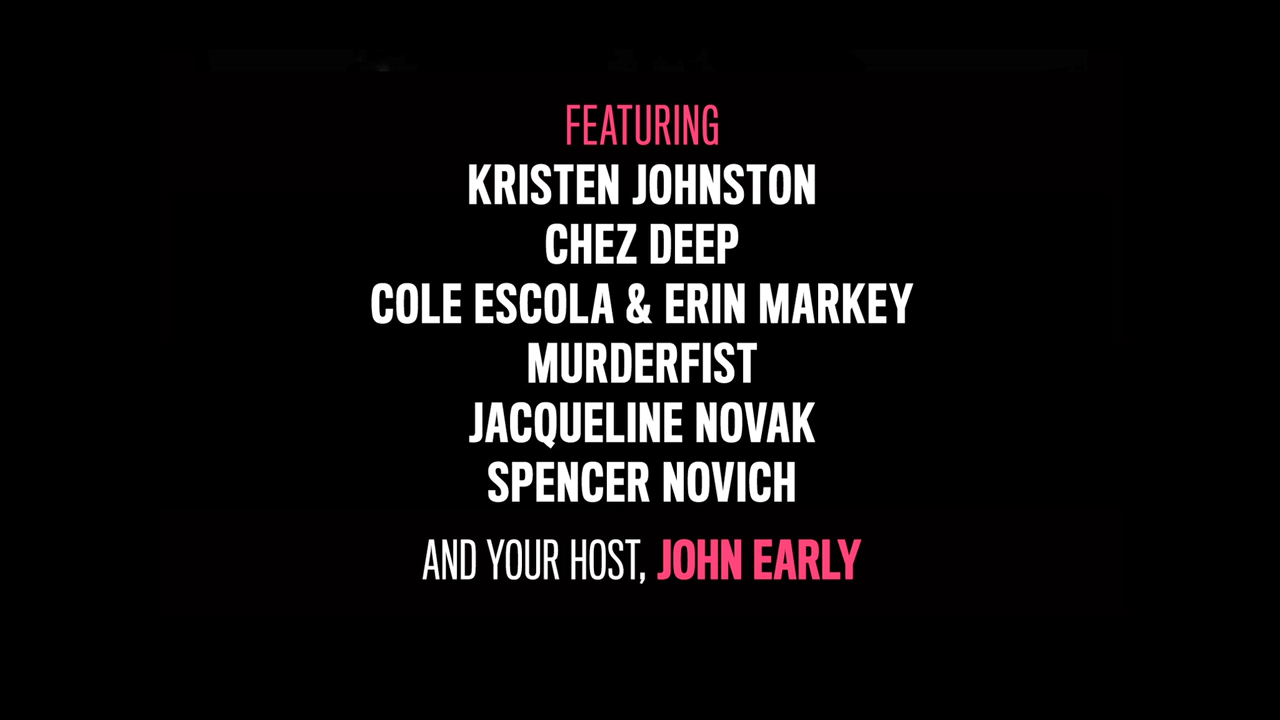 FEATURING
KRISTEN JOHNSTON
CHEZ DEEP
COLE ESCOLA & ERIN MARKEY
MURDERFIST
JACQUELINE NOVAK
SPENCER NOVICH
AND YOUR HOST, JOHN EARLY